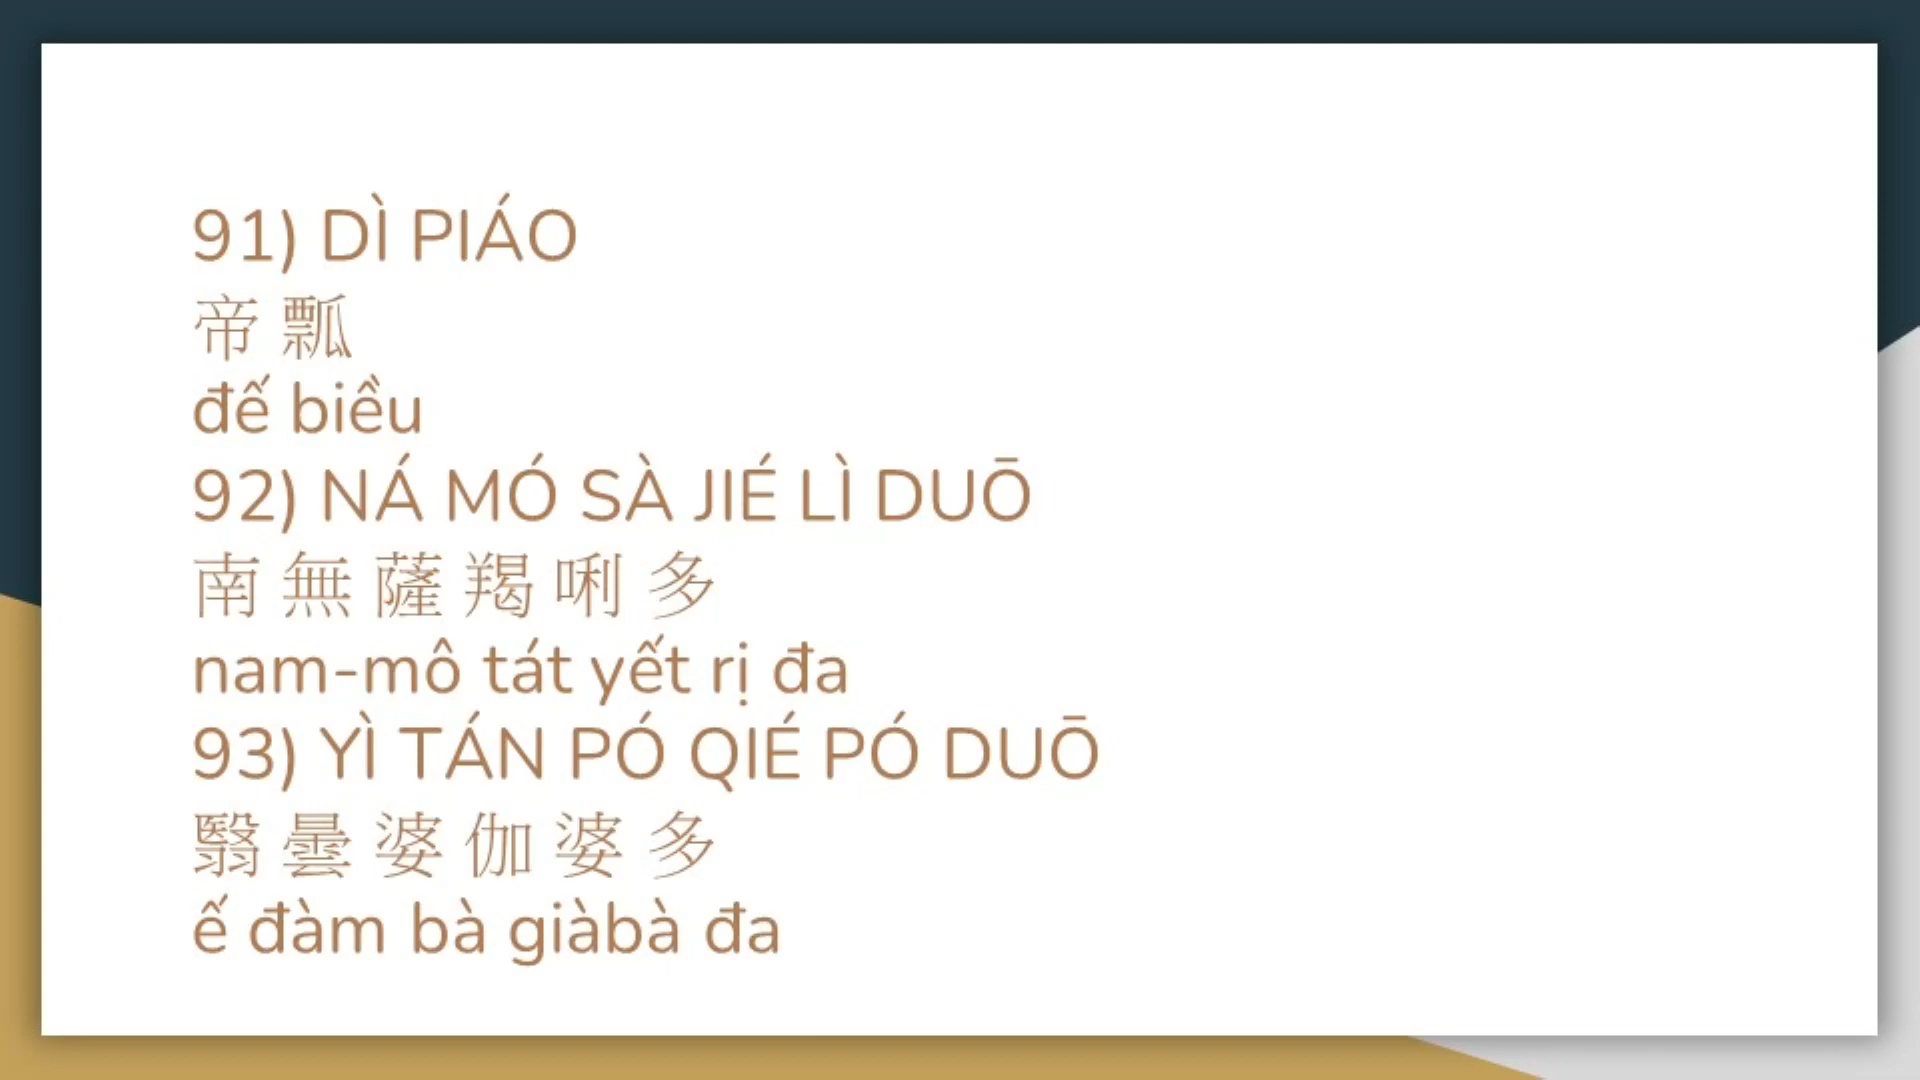 91) DÌ PIÁO
帝 瓢
đế biều
92) NÁ MÓ SÀ JIÉ LÌ DUŌ
南 無 薩 羯 唎 多
nam-mô tát yết rị đa
93) YÌ TÁN PÓ QIÉ PÓ DUŌ
翳 曇 婆 伽 婆 多
ế đàm bà giàbà đa